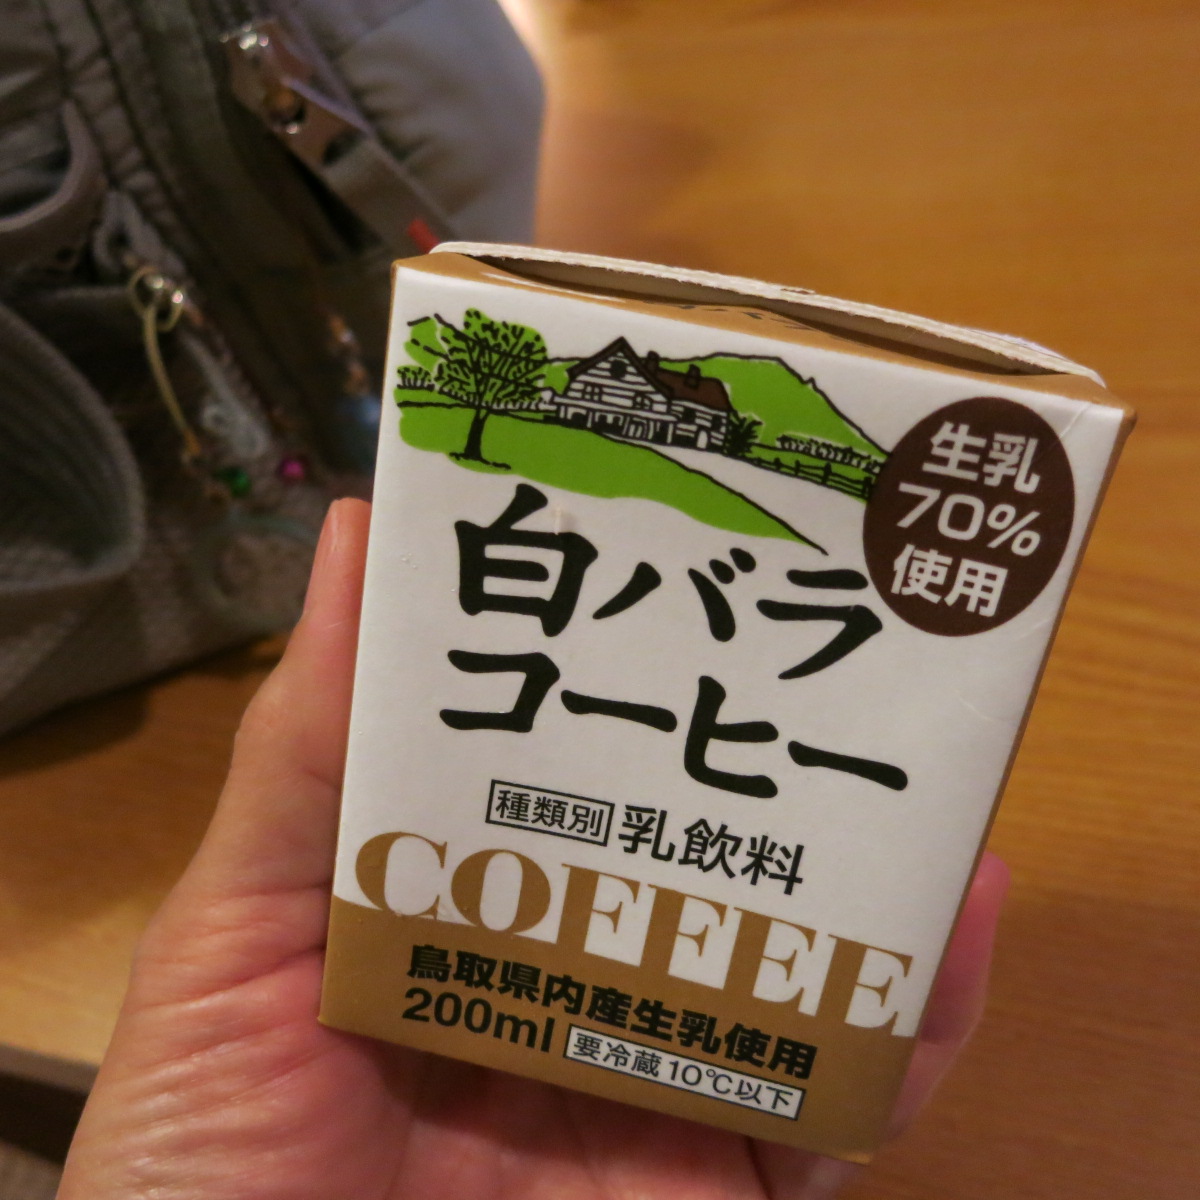 生乳
70%
使用
白バラ
コーヒー
種類別 乳飲料
COFFEE
鳥取県内産生乳使用
200ml 要冷蔵10℃以下